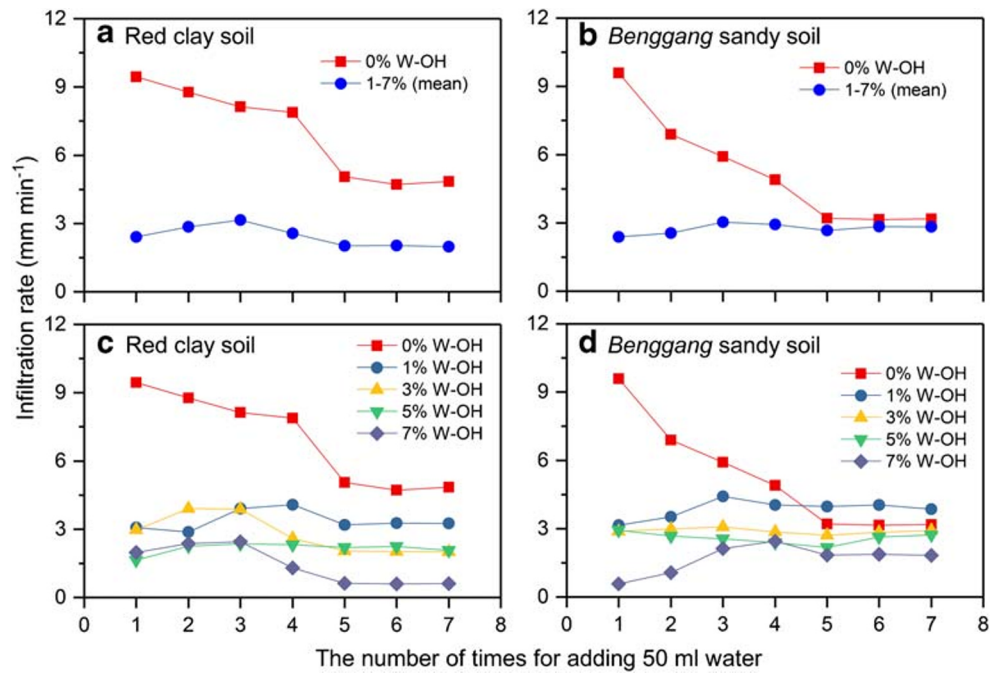 a Red clay soil
0% W-OH
1-7% (mean)
12
9
6
3
0
b Benggang sandy soil
0% W-OH
1-7% (mean)
12
9
6
3
0
Infiltration rate (mm min⁻¹)
c Red clay soil
0% W-OH
1% W-OH
3% W-OH
5% W-OH
7% W-OH
12
9
6
3
0
0 1 2 3 4 5 6 7 8
d Benggang sandy soil
0% W-OH
1% W-OH
3% W-OH
5% W-OH
7% W-OH
12
9
6
3
0
0 1 2 3 4 5 6 7 8
The number of times for adding 50 ml water